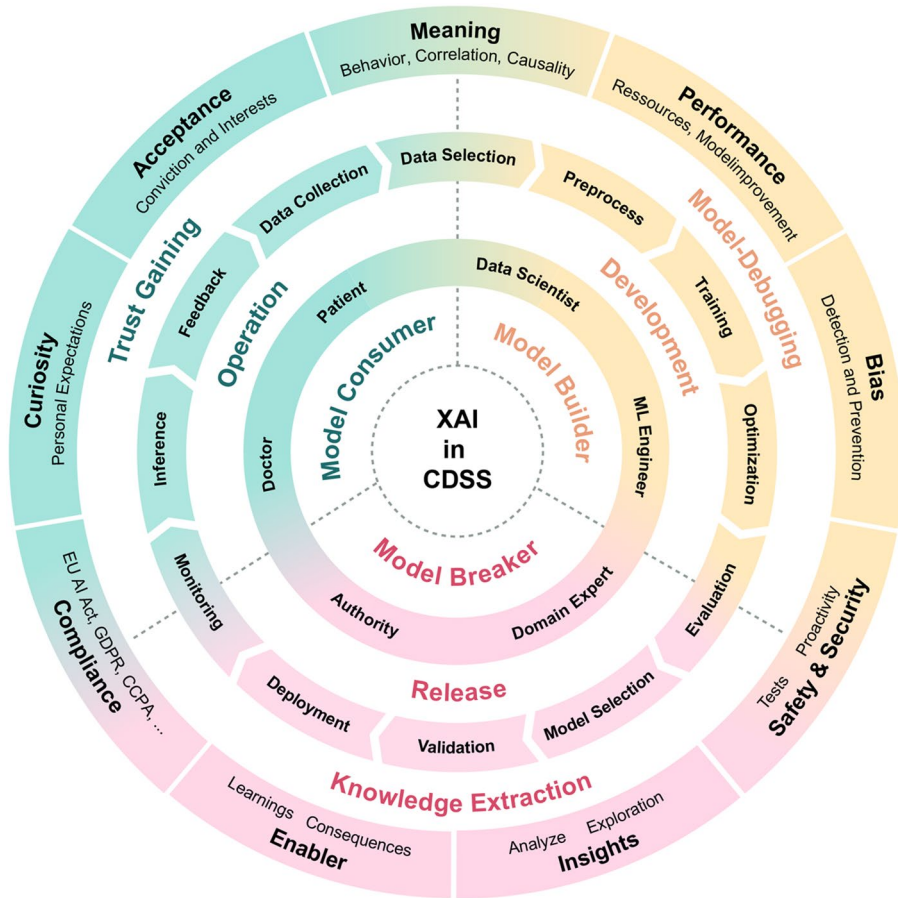 Meaning
Behavior, Correlation, Causality
Performance
Ressources, Modelimprovement
Bias
Detection and Prevention
Safety & Security
Tests Proactivity
Insights
Analyze Exploration
Enabler
Learnings Consequences
Compliance
EU AI Act, GDPR, CCPA, ...
Curiosity
Personal Expectations
Acceptance
Conviction and Interests
Trust Gaining
Model-Debugging
Knowledge Extraction
Data Selection
Preprocess
Training
Optimization
Evaluation
Model Selection
Validation
Deployment
Monitoring
Inference
Feedback
Data Collection
Operation
Development
Release
Patient
Data Scientist
ML Engineer
Domain Expert
Authority
Doctor
Model Consumer
Model Builder
Model Breaker
XAI
in
CDSS